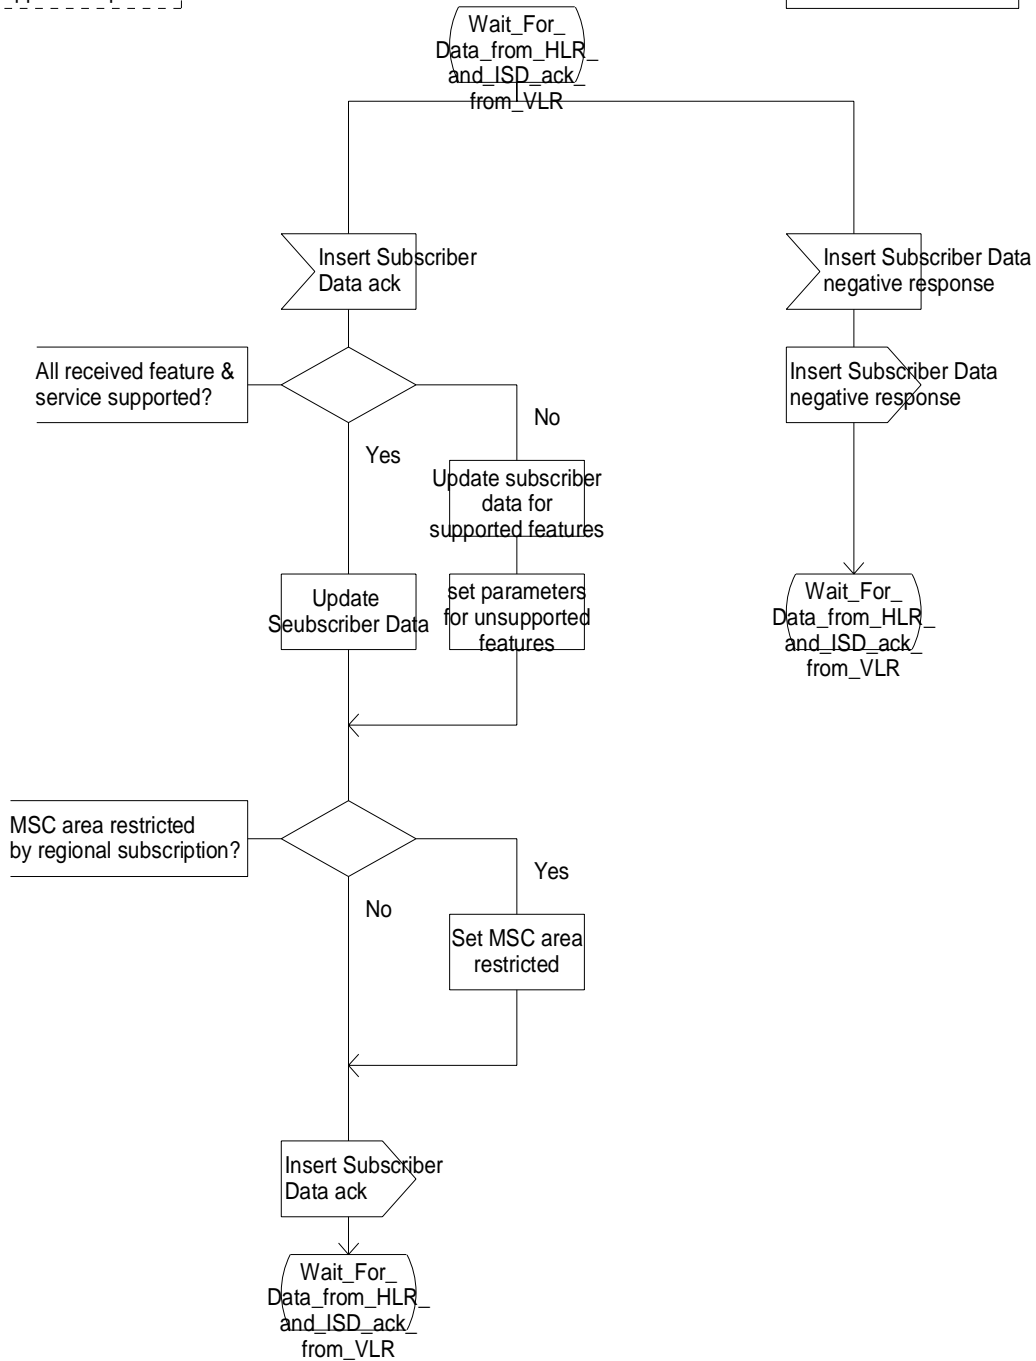 Wait_For_
Data_from_HLR_
and_ISD_ack_
from_VLR
Insert Subscriber
Data ack
Insert Subscriber Data
negative response
All received feature &
service supported?
Insert Subscriber Data
negative response
No
Yes
Update subscriber
data for
supported features
Update
Seubscriber Data
set parameters
for unsupported
features
Wait_For_
Data_from_HLR_
and_ISD_ack_
from_VLR
MSC area restricted
by regional subscription?
Yes
No
Set MSC area
restricted
Insert Subscriber
Data ack
Wait_For_
Data_from_HLR_
and_ISD_ack_
from_VLR